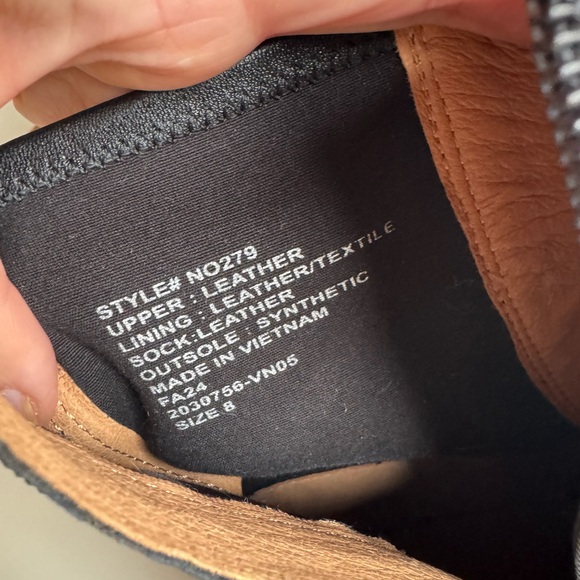 STYLE# NO279
UPPER : LEATHER
LINING : LEATHER/TEXTILE
SOCK:LEATHER
OUTSOLE : SYNTHETIC
MADE IN VIETNAM
FA24
2030756-VN05
SIZE 8